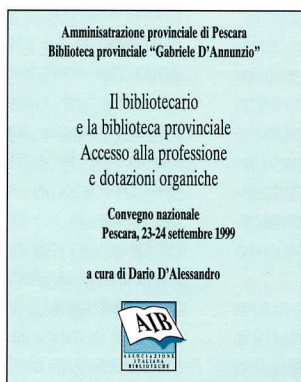 Amminisatrazione provinciale di Pescara
Biblioteca provinciale “Gabriele D’Annunzio”
Il bibliotecario
e la biblioteca provinciale
Accesso alla professione
e dotazioni organiche
Convegno nazionale
Pescara, 23-24 settembre 1999
a cura di Dario D’Alessandro
AIB
ASSOCIAZIONE
ITALIANA
BIBLIOTECHE